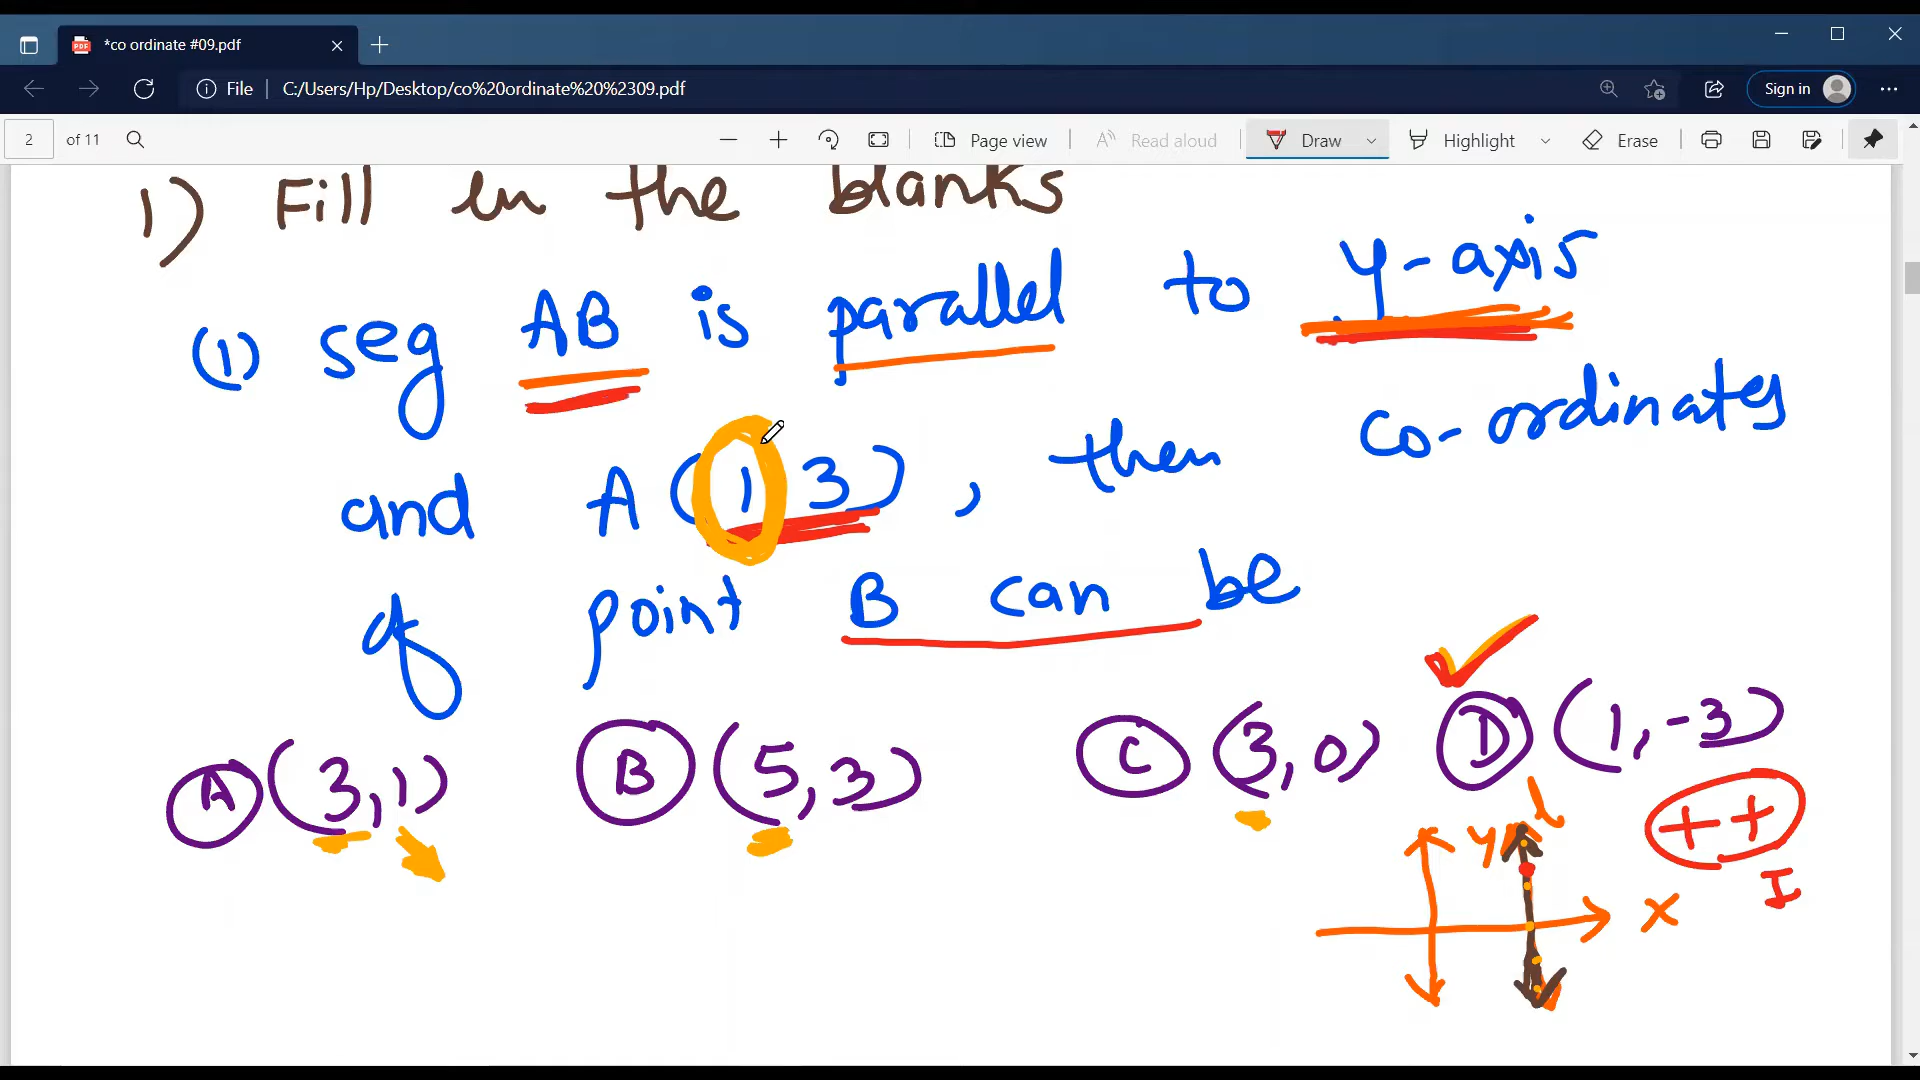 *co ordinate #09.pdf
File C:/Users/Hp/Desktop/co%20ordinate%20%2309.pdf Sign in
2 of 11 Page view Read aloud Draw Highlight Erase
1) Fill in the blanks
(1) seg AB is parallel to y-axis
and A (1 3), then co-ordinates
of point B can be
A (3,1) B (5,3) C (3,0) D (1,-3)
y l
+ +
I
X